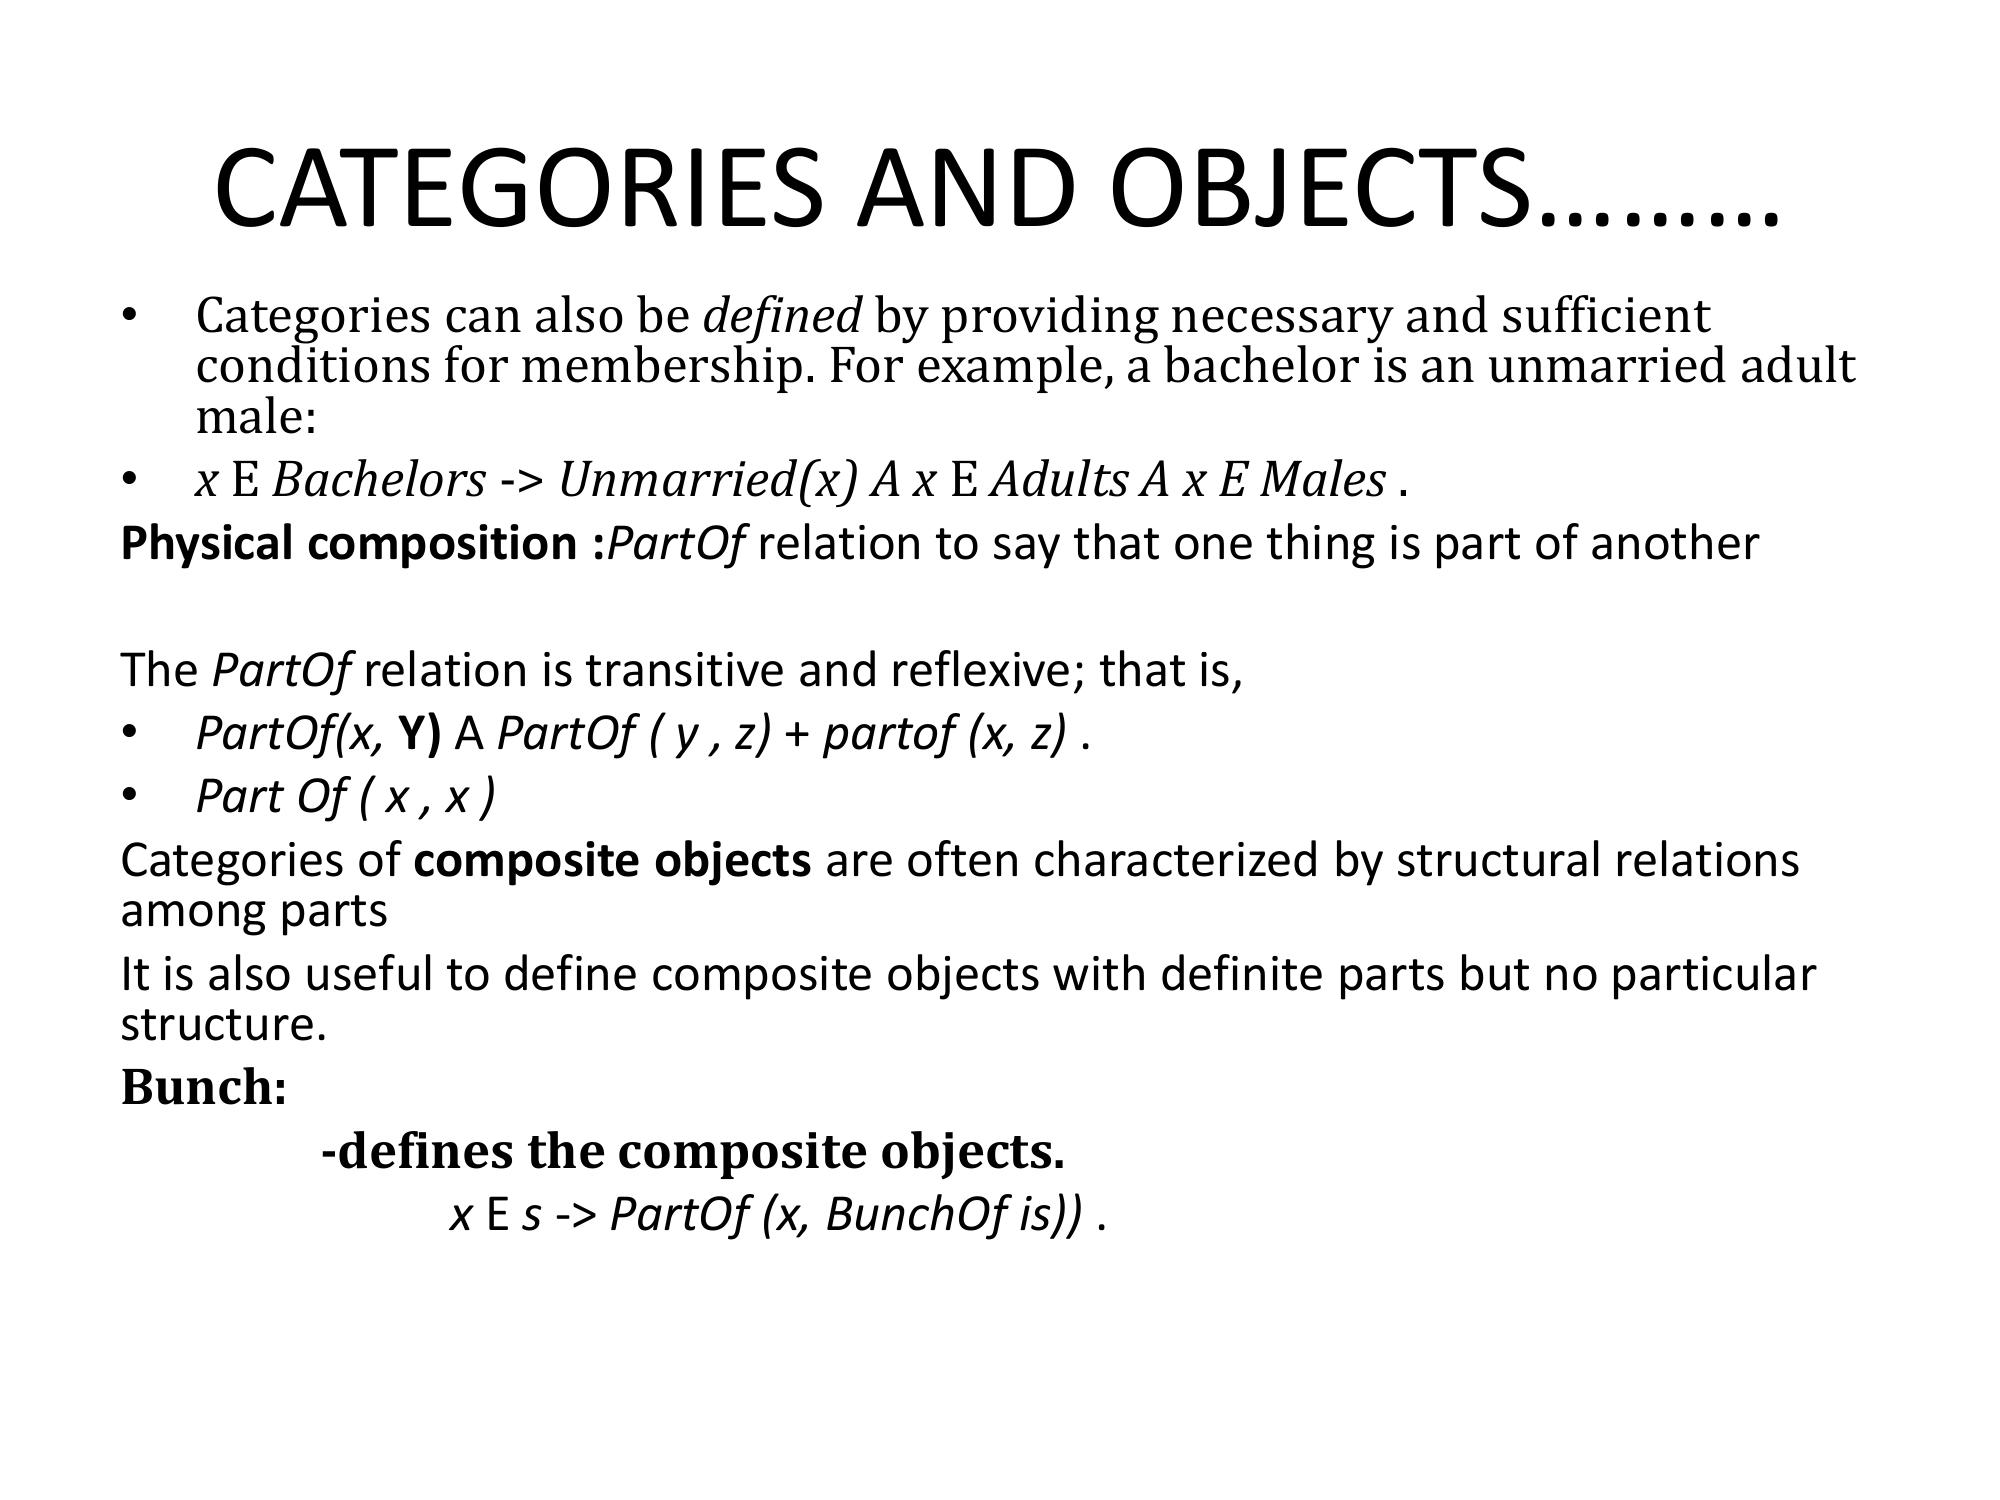 CATEGORIES AND OBJECTS………
• Categories can also be defined by providing necessary and sufficient
conditions for membership. For example, a bachelor is an unmarried adult
male:
• x E Bachelors -> Unmarried(x) A x E Adults A x E Males .
Physical composition :PartOf relation to say that one thing is part of another
The PartOf relation is transitive and reflexive; that is,
• PartOf(x, Y) A PartOf ( y , z) + partof (x, z) .
• Part Of ( x , x )
Categories of composite objects are often characterized by structural relations
among parts
It is also useful to define composite objects with definite parts but no particular
structure.
Bunch:
-defines the composite objects.
x E s -> PartOf (x, BunchOf is)) .